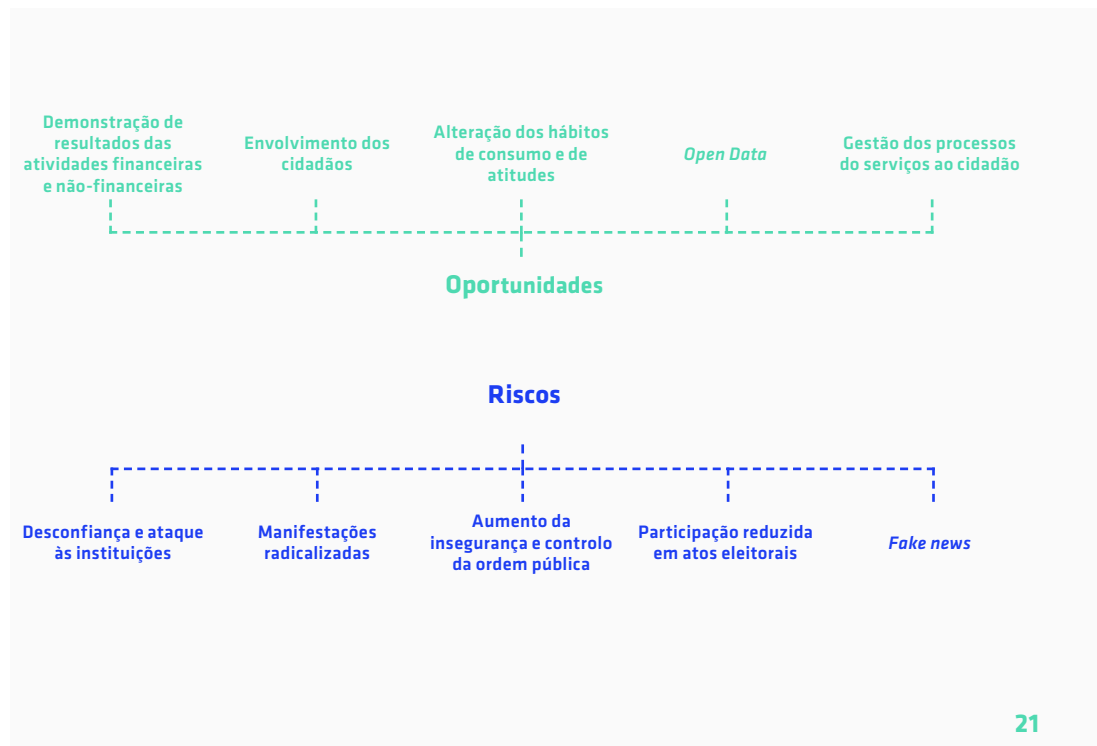 Demonstração de
resultados das
atividades financeiras
e não-financeiras
Envolvimento dos
cidadãos
Alteração dos hábitos
de consumo e de
atitudes
Open Data
Gestão dos processos
do serviços ao cidadão
Oportunidades
Riscos
Desconfiança e ataque
às instituições
Manifestações
radicalizadas
Aumento da
insegurança e controlo
da ordem pública
Participação reduzida
em atos eleitorais
Fake news
21